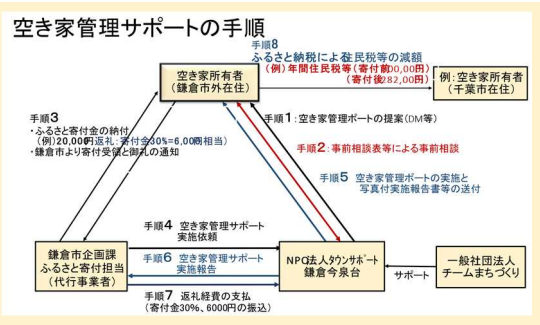 空き家管理サポートの手順
手順8
ふるさと納税による住民税等の減額
(例)年間住民税等(寄付前
(寄付後282,00円)
空き家所有者
(鎌倉市外在住)
例:空き家所有者
(千葉市在住)
手順3
・ふるさと寄付金の納付
(例)20,000円返礼:寄付金30%=6,000円相当)
・鎌倉市より寄付受領と御礼の通知
手順1:空き家管理ポートの提案(DM等)
手順2:事前相談表等による事前相談
手順5 空き家管理ポートの実施と
写真付実施報告書等の送付
手順4 空き家管理サポート
実施依頼
鎌倉市企画課
ふるさと寄付担当
(代行事業者)
手順6 空き家管理サポート
実施報告
NPO法人タウンサポート
鎌倉今泉台
サポート
一般社団法人
チームまちづくり
手順7 返礼経費の支払
(寄付金30%、6000円の振込)